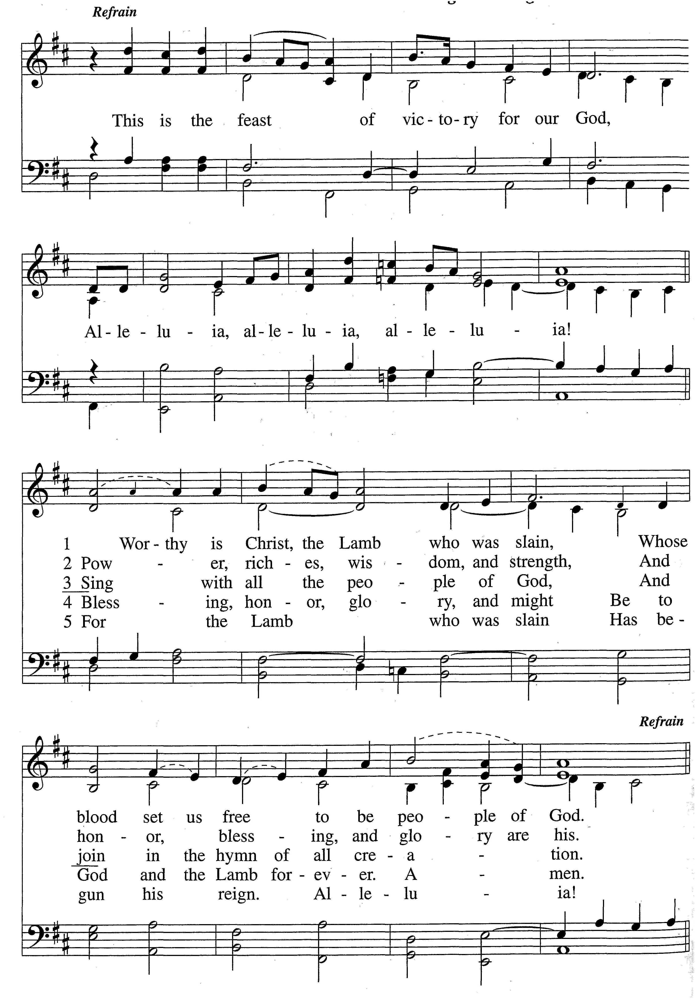 Refrain
This is the feast of vic - to - ry for our God,
Al - le - lu - ia, al - le - lu - ia, al - le - lu - ia!
1 Wor - thy is Christ, the Lamb who was slain, Whose
2 Pow - er, rich - es, wis - dom, and strength, And
3 Sing with all the peo - ple of God, And
4 Bless - ing, hon - or, glo - ry, and might Be to
5 For the Lamb who was slain Has be -
Refrain
blood set us free to be peo - ple of God.
hon - or, bless - ing, and glo - ry are his.
join in the hymn of all cre - a - tion.
God and the Lamb for - ev - er. A - men.
gun his reign. Al - le - lu - ia!